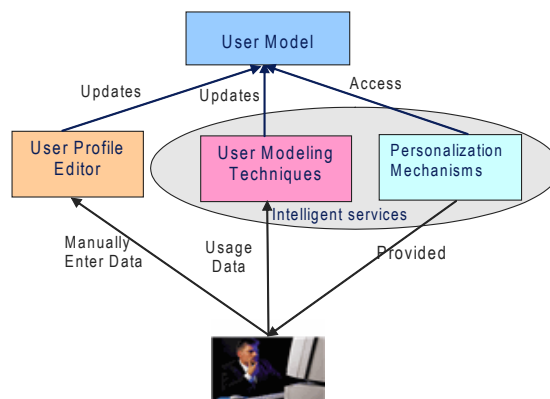 User Model
Updates
Updates
Access
User Profile
Editor
User Modeling
Techniques
Personalization
Mechanisms
Intelligent services
Manually
Enter Data
Usage
Data
Provided